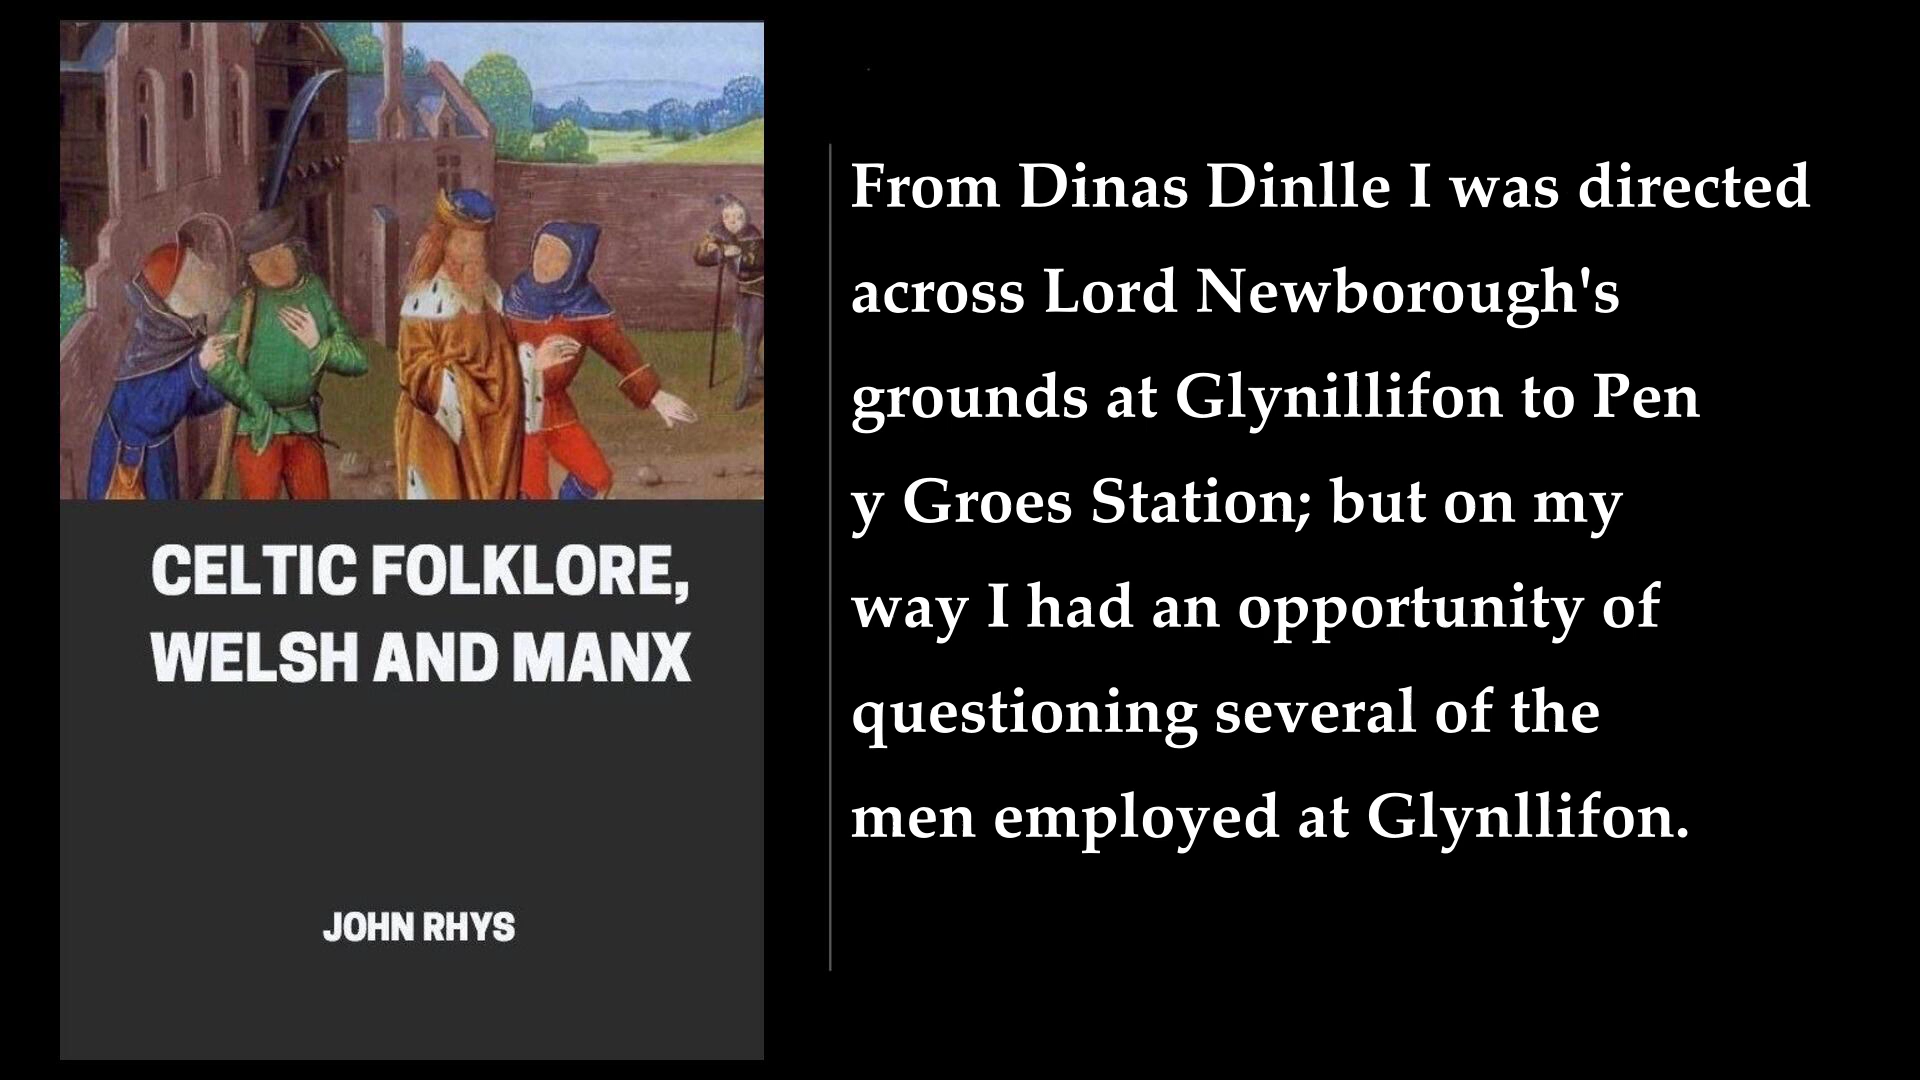 CELTIC FOLKLORE,
WELSH AND MANX
JOHN RHYS
From Dinas Dinlle I was directed
across Lord Newborough's
grounds at Glynillifon to Pen
y Groes Station; but on my
way I had an opportunity of
questioning several of the
men employed at Glynllifon.